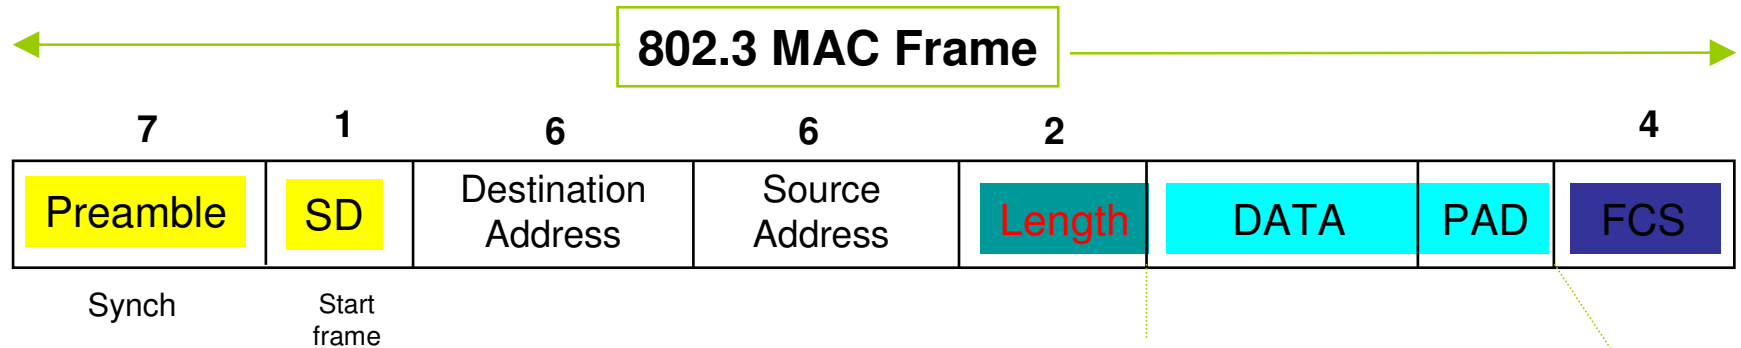 802.3 MAC Frame
7 1 6 6 2 4
Preamble SD Destination Address Source Address Length DATA PAD FCS
Synch Start frame